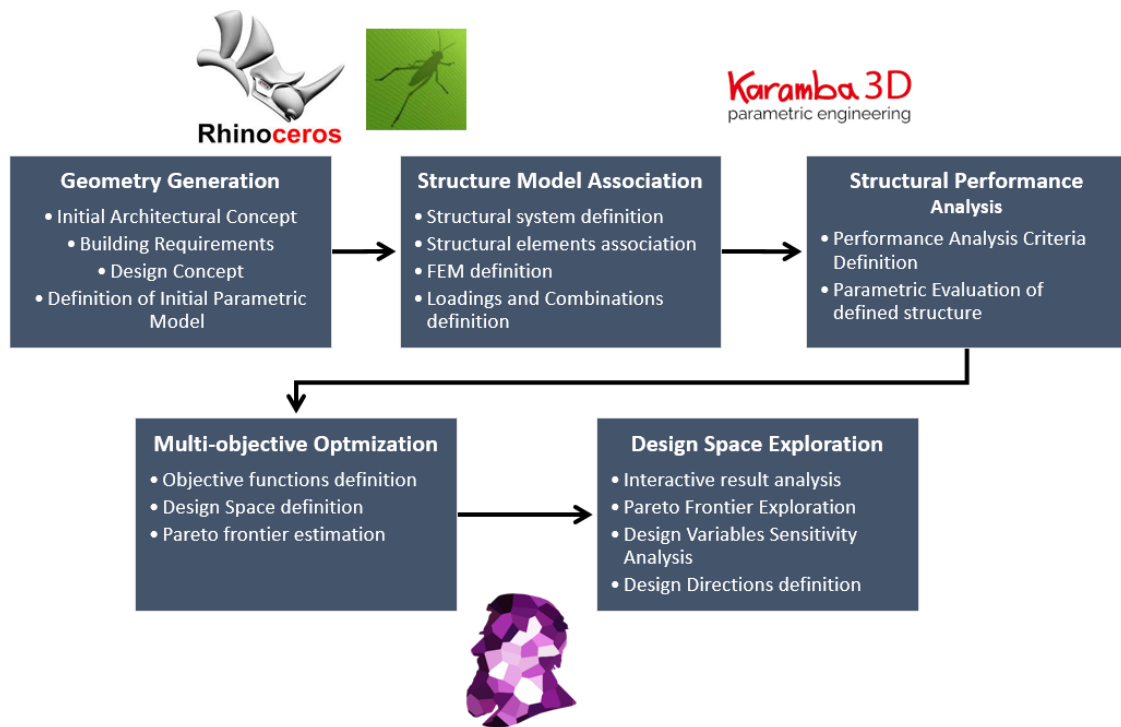 Rhinoceros
Karamba 3D
parametric engineering
Geometry Generation
• Initial Architectural Concept
• Building Requirements
• Design Concept
• Definition of Initial Parametric
Model
Structure Model Association
• Structural system definition
• Structural elements association
• FEM definition
• Loadings and Combinations
definition
Structural Performance
Analysis
• Performance Analysis Criteria
Definition
• Parametric Evaluation of
defined structure
Multi-objective Optmization
• Objective functions definition
• Design Space definition
• Pareto frontier estimation
Design Space Exploration
• Interactive result analysis
• Pareto Frontier Exploration
• Design Variables Sensitivity
Analysis
• Design Directions definition